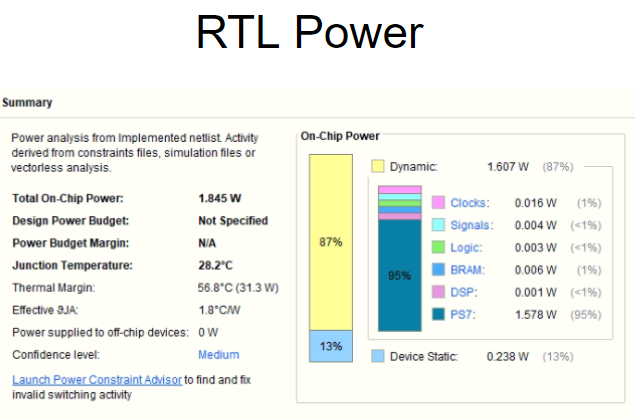 RTL Power
Summary
Power analysis from Implemented netlist. Activity
derived from constraints files, simulation files or
vectorless analysis.
Total On-Chip Power: 1.845 W
Design Power Budget: Not Specified
Power Budget Margin: N/A
Junction Temperature: 28.2°C
Thermal Margin: 56.8°C (31.3 W)
Effective ϑJA: 1.8°C/W
Power supplied to off-chip devices: 0 W
Confidence level: Medium
Launch Power Constraint Advisor to find and fix
invalid switching activity
On-Chip Power
87%
13%
95%
Dynamic: 1.607 W (87%)
Clocks: 0.016 W (1%)
Signals: 0.004 W (<1%)
Logic: 0.003 W (<1%)
BRAM: 0.006 W (1%)
DSP: 0.001 W (<1%)
PS7: 1.578 W (95%)
Device Static: 0.238 W (13%)